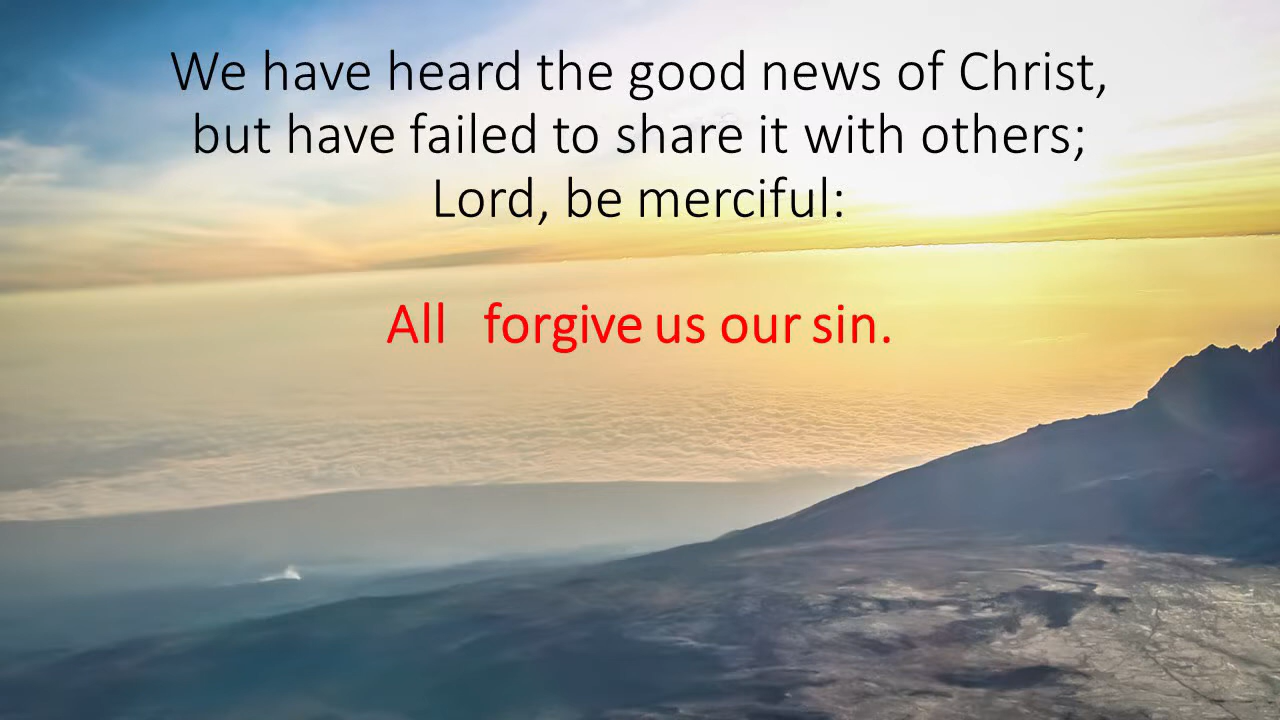 We have heard the good news of Christ,
but have failed to share it with others;
Lord, be merciful:
All forgive us our sin.